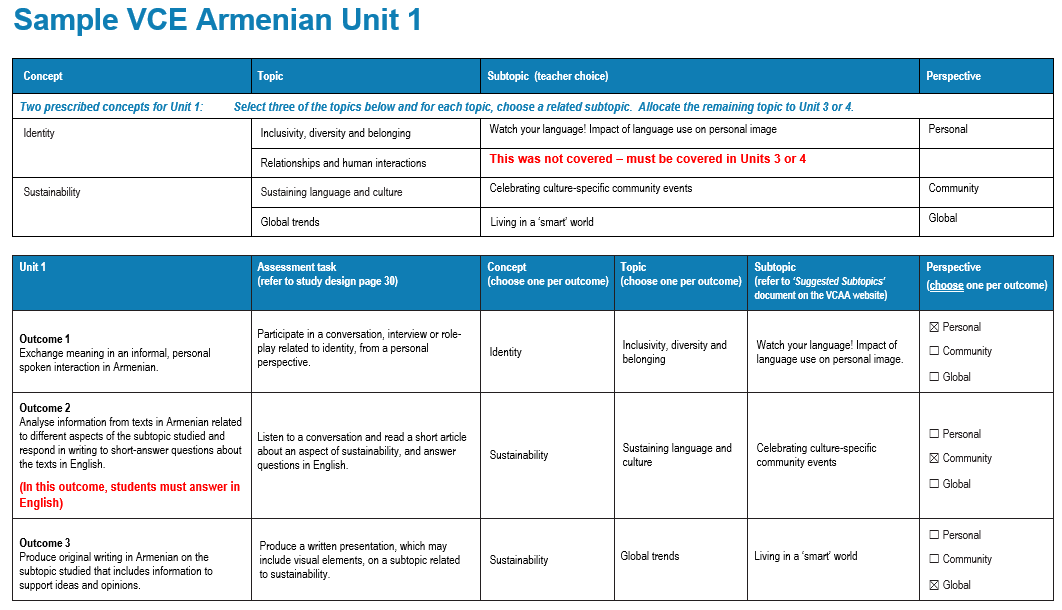 Sample VCE Armenian Unit 1
Concept Topic Subtopic (teacher choice) Perspective
Two prescribed concepts for Unit 1: Select three of the topics below and for each topic, choose a related subtopic. Allocate the remaining topic to Unit 3 or 4.
Identity Inclusivity, diversity and belonging Watch your language! Impact of language use on personal image Personal
Relationships and human interactions This was not covered – must be covered in Units 3 or 4
Sustainability Sustaining language and culture Celebrating culture-specific community events Community
Global trends Living in a ‘smart’ world Global
Unit 1
Assessment task
(refer to study design page 30)
Concept
(choose one per outcome)
Topic
(choose one per outcome)
Subtopic
(refer to ‘Suggested Subtopics’
document on the VCAA website)
Perspective
(choose one per outcome)
Outcome 1
Exchange meaning in an informal, personal
spoken interaction in Armenian.
Participate in a conversation, interview or role-
play related to identity, from a personal
perspective.
Identity
Inclusivity, diversity and
belonging
Watch your language! Impact of
language use on personal image.
☒ Personal
☐ Community
☐ Global
Outcome 2
Analyse information from texts in Armenian related
to different aspects of the subtopic studied and
respond in writing to short-answer questions about
the texts in English.
(In this outcome, students must answer in
English)
Listen to a conversation and read a short article
about an aspect of sustainability, and answer
questions in English.
Sustainability
Sustaining language and
culture
Celebrating culture-specific
community events
☐ Personal
☒ Community
☐ Global
Outcome 3
Produce original writing in Armenian on the
subtopic studied that includes information to
support ideas and opinions.
Produce a written presentation, which may
include visual elements, on a subtopic related
to sustainability.
Sustainability
Global trends
Living in a ‘smart’ world
☐ Personal
☐ Community
☒ Global